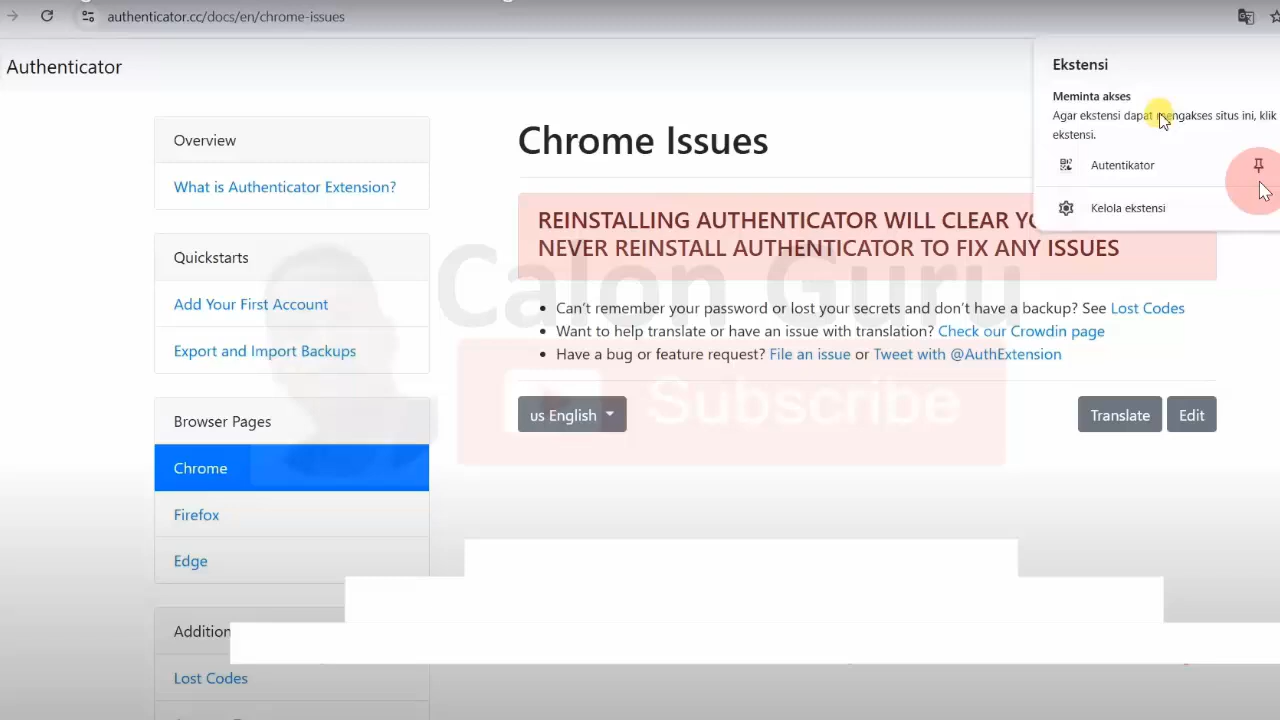 authenticator.cc/docs/en/chrome-issues
Authenticator
Ekstensi
Meminta akses
Agar ekstensi dapat mengakses situs ini, klik
ekstensi.
Autentikator
Kelola ekstensi
Overview
What is Authenticator Extension?
Quickstarts
Add Your First Account
Export and Import Backups
Browser Pages
Chrome
Firefox
Edge
Addition
Lost Codes
Chrome Issues
REINSTALLING AUTHENTICATOR WILL CLEAR YO
NEVER REINSTALL AUTHENTICATOR TO FIX ANY ISSUES
Can't remember your password or lost your secrets and don't have a backup? See Lost Codes
Want to help translate or have an issue with translation? Check our Crowdin page
Have a bug or feature request? File an issue or Tweet with @AuthExtension
us English
Translate
Edit
Calon Guru
Subscribe